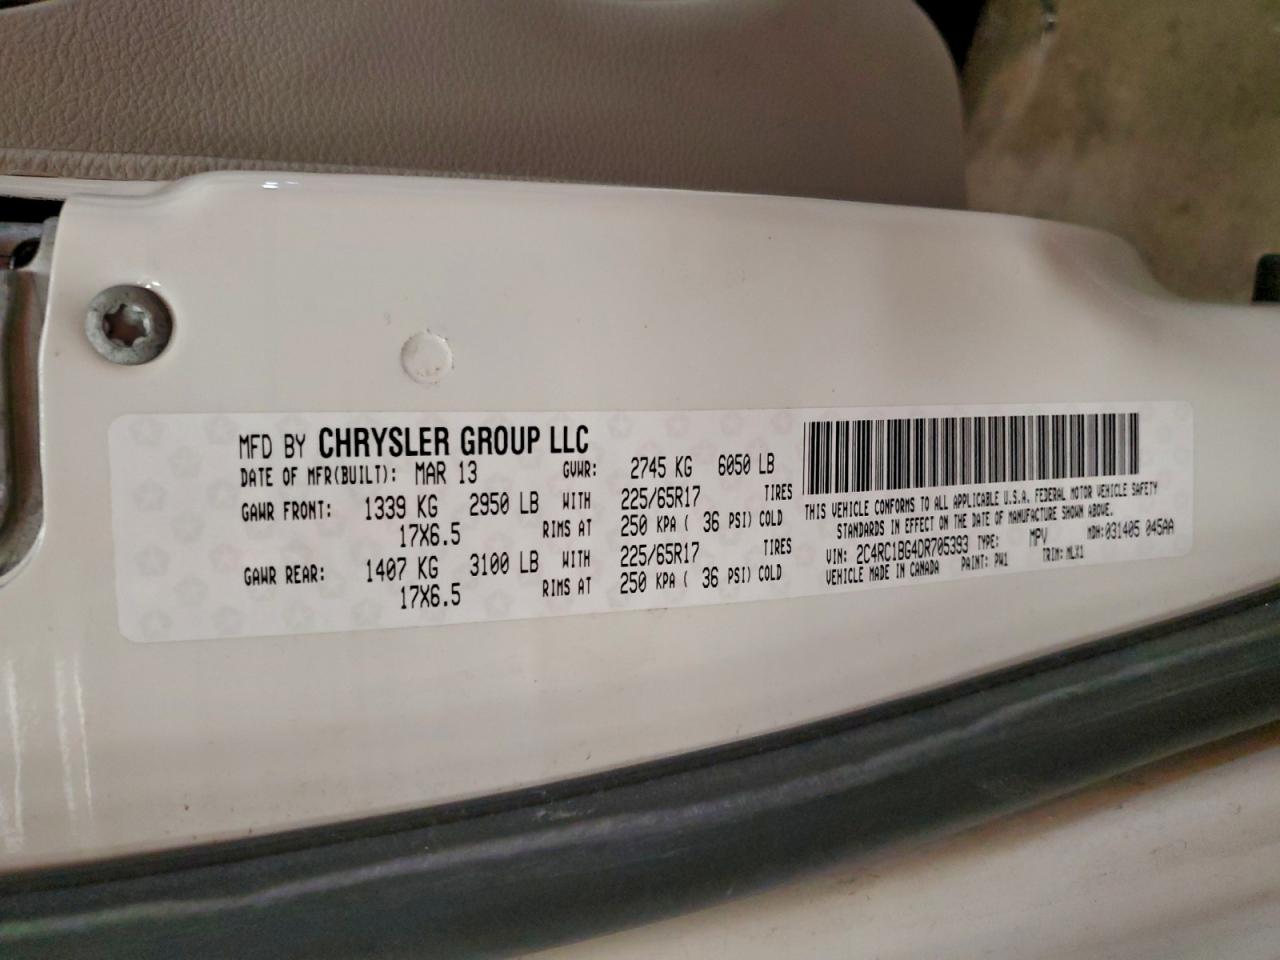 MFD BY CHRYSLER GROUP LLC
DATE OF MFR(BUILT): MAR 13 GVWR: 2745 KG 6050 LB
GAWR FRONT: 1339 KG 2950 LB WITH 225/65R17 TIRES
17X6.5 RIMS AT 250 KPA ( 36 PSI) COLD
GAWR REAR: 1407 KG 3100 LB WITH 225/65R17 TIRES
17X6.5 RIMS AT 250 KPA ( 36 PSI) COLD
THIS VEHICLE CONFORMS TO ALL APPLICABLE U.S.A. FEDERAL MOTOR VEHICLE SAFETY
STANDARDS IN EFFECT ON THE DATE OF MANUFACTURE SHOWN ABOVE.
VIN: 2C4RC1BG4DR705393 TYPE: MPV MDH:031405 045AA
VEHICLE MADE IN CANADA PAINT: PW1 TRIM: MLX1